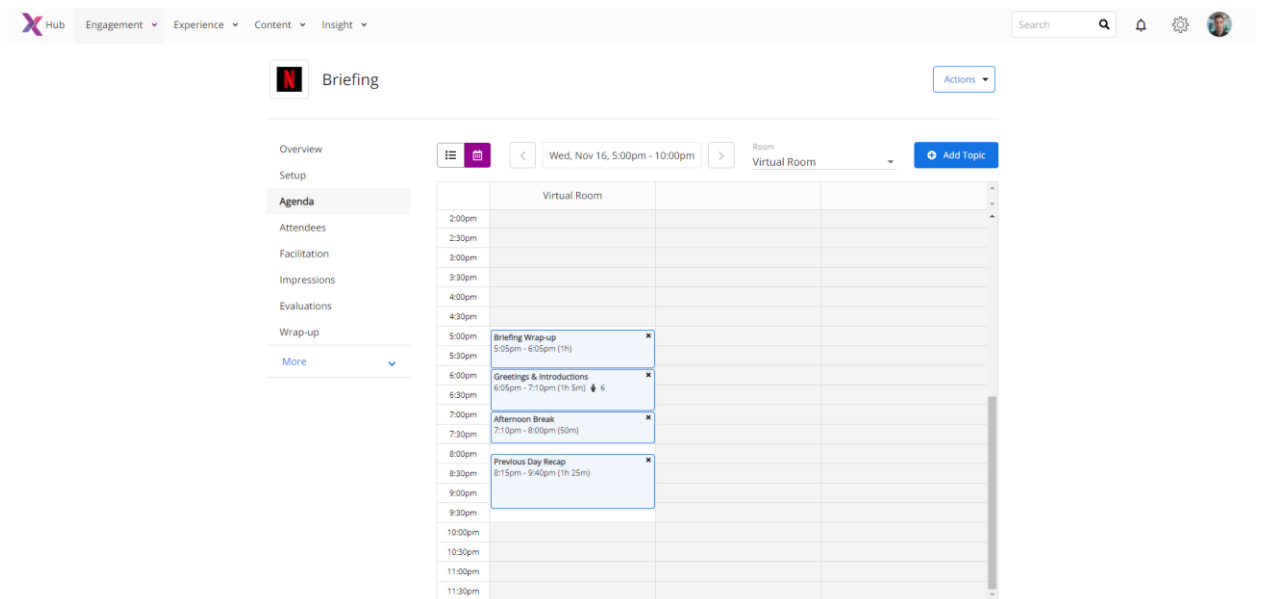 X Hub Engagement Experience Content Insight Search
N Briefing Actions
Overview
Setup
Agenda
Attendees
Facilitation
Impressions
Evaluations
Wrap-up
More
Wed, Nov 16, 5:00pm - 10:00pm
Room
Virtual Room
Add Topic
Virtual Room
2:00pm
2:30pm
3:00pm
3:30pm
4:00pm
4:30pm
5:00pm
5:30pm
6:00pm
6:30pm
7:00pm
7:30pm
8:00pm
8:30pm
9:00pm
9:30pm
10:00pm
10:30pm
11:00pm
11:30pm
Briefing Wrap-up
5:05pm - 6:05pm (1h)
Greetings & Introductions
6:05pm - 7:10pm (1h 5m) 6
Afternoon Break
7:10pm - 8:00pm (50m)
Previous Day Recap
8:15pm - 9:40pm (1h 25m)